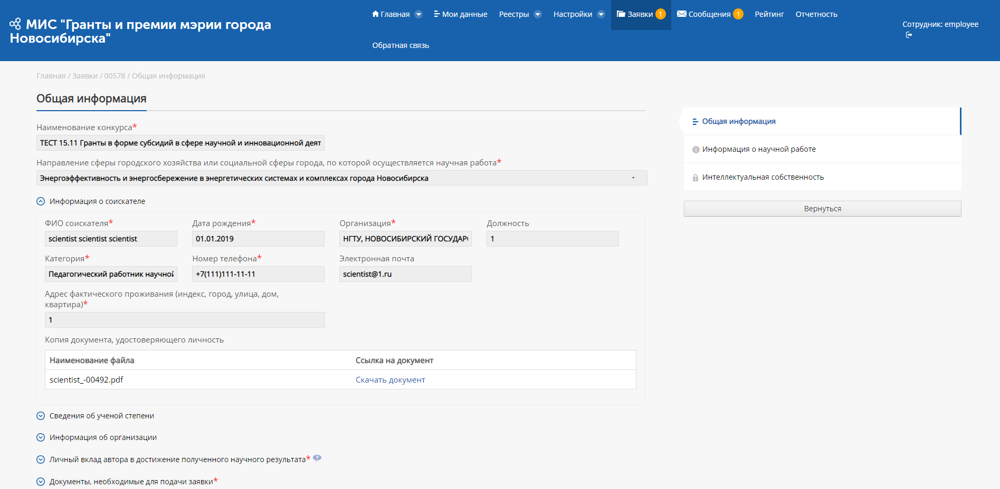 МИС "Гранты и премии мэрии города
Новосибирска"
Главная
Мои данные
Реестры
Настройки
Заявки 1
Сообщения 1
Рейтинг
Отчетность
Обратная связь
Сотрудник: employee
Главная / Заявки / 00578 / Общая информация
Общая информация
Наименование конкурса*
ТЕСТ 15.11 Гранты в форме субсидий в сфере научной и инновационной деят
Направление сферы городского хозяйства или социальной сферы города, по которой осуществляется научная работа*
Энергоэффективность и энергосбережение в энергетических системах и комплексах города Новосибирска
Информация о соискателе
ФИО соискателя*
Дата рождения*
Организация*
Должность
scientist scientist scientist
01.01.2019
НГТУ, НОВОСИБИРСКИЙ ГОСУДАРС
1
Категория*
Номер телефона*
Электронная почта
Педагогический работник научной
+7(111)111-11-11
scientist@1.ru
Адрес фактического проживания (индекс, город, улица, дом,
квартира)*
1
Копия документа, удостоверяющего личность
Наименование файла
Ссылка на документ
scientist_-00492.pdf
Скачать документ
Сведения об ученой степени
Информация об организации
Личный вклад автора в достижение полученного научного результата* ?
Документы, необходимые для подачи заявки*
Общая информация
Информация о научной работе
Интеллектуальная собственность
Вернуться